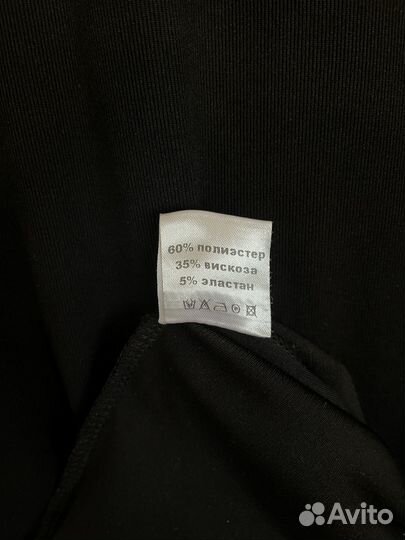 60% полиэстер
35% вискоза
5% эластан
Avito